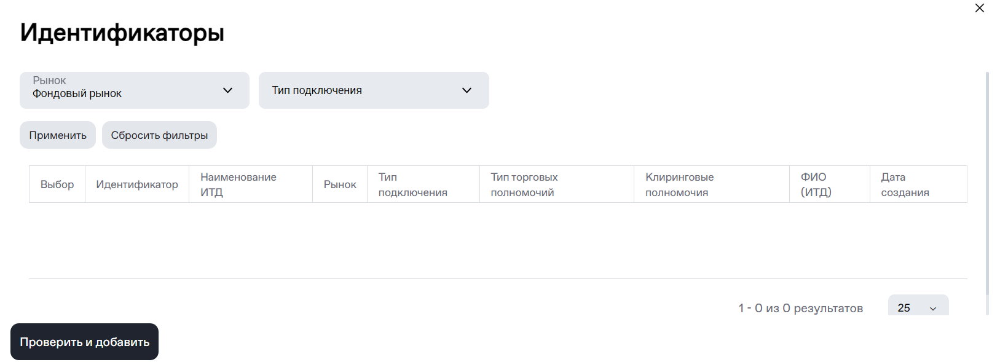 Идентификаторы
Рынок
Фондовый рынок
Тип подключения
Применить
Сбросить фильтры
Выбор
Идентификатор
Наименование
ИТД
Рынок
Тип
подключения
Тип торговых
полномочий
Клиринговые
полномочия
ФИО
(ИТД)
Дата
создания
1 - 0 из 0 результатов
25
Проверить и добавить